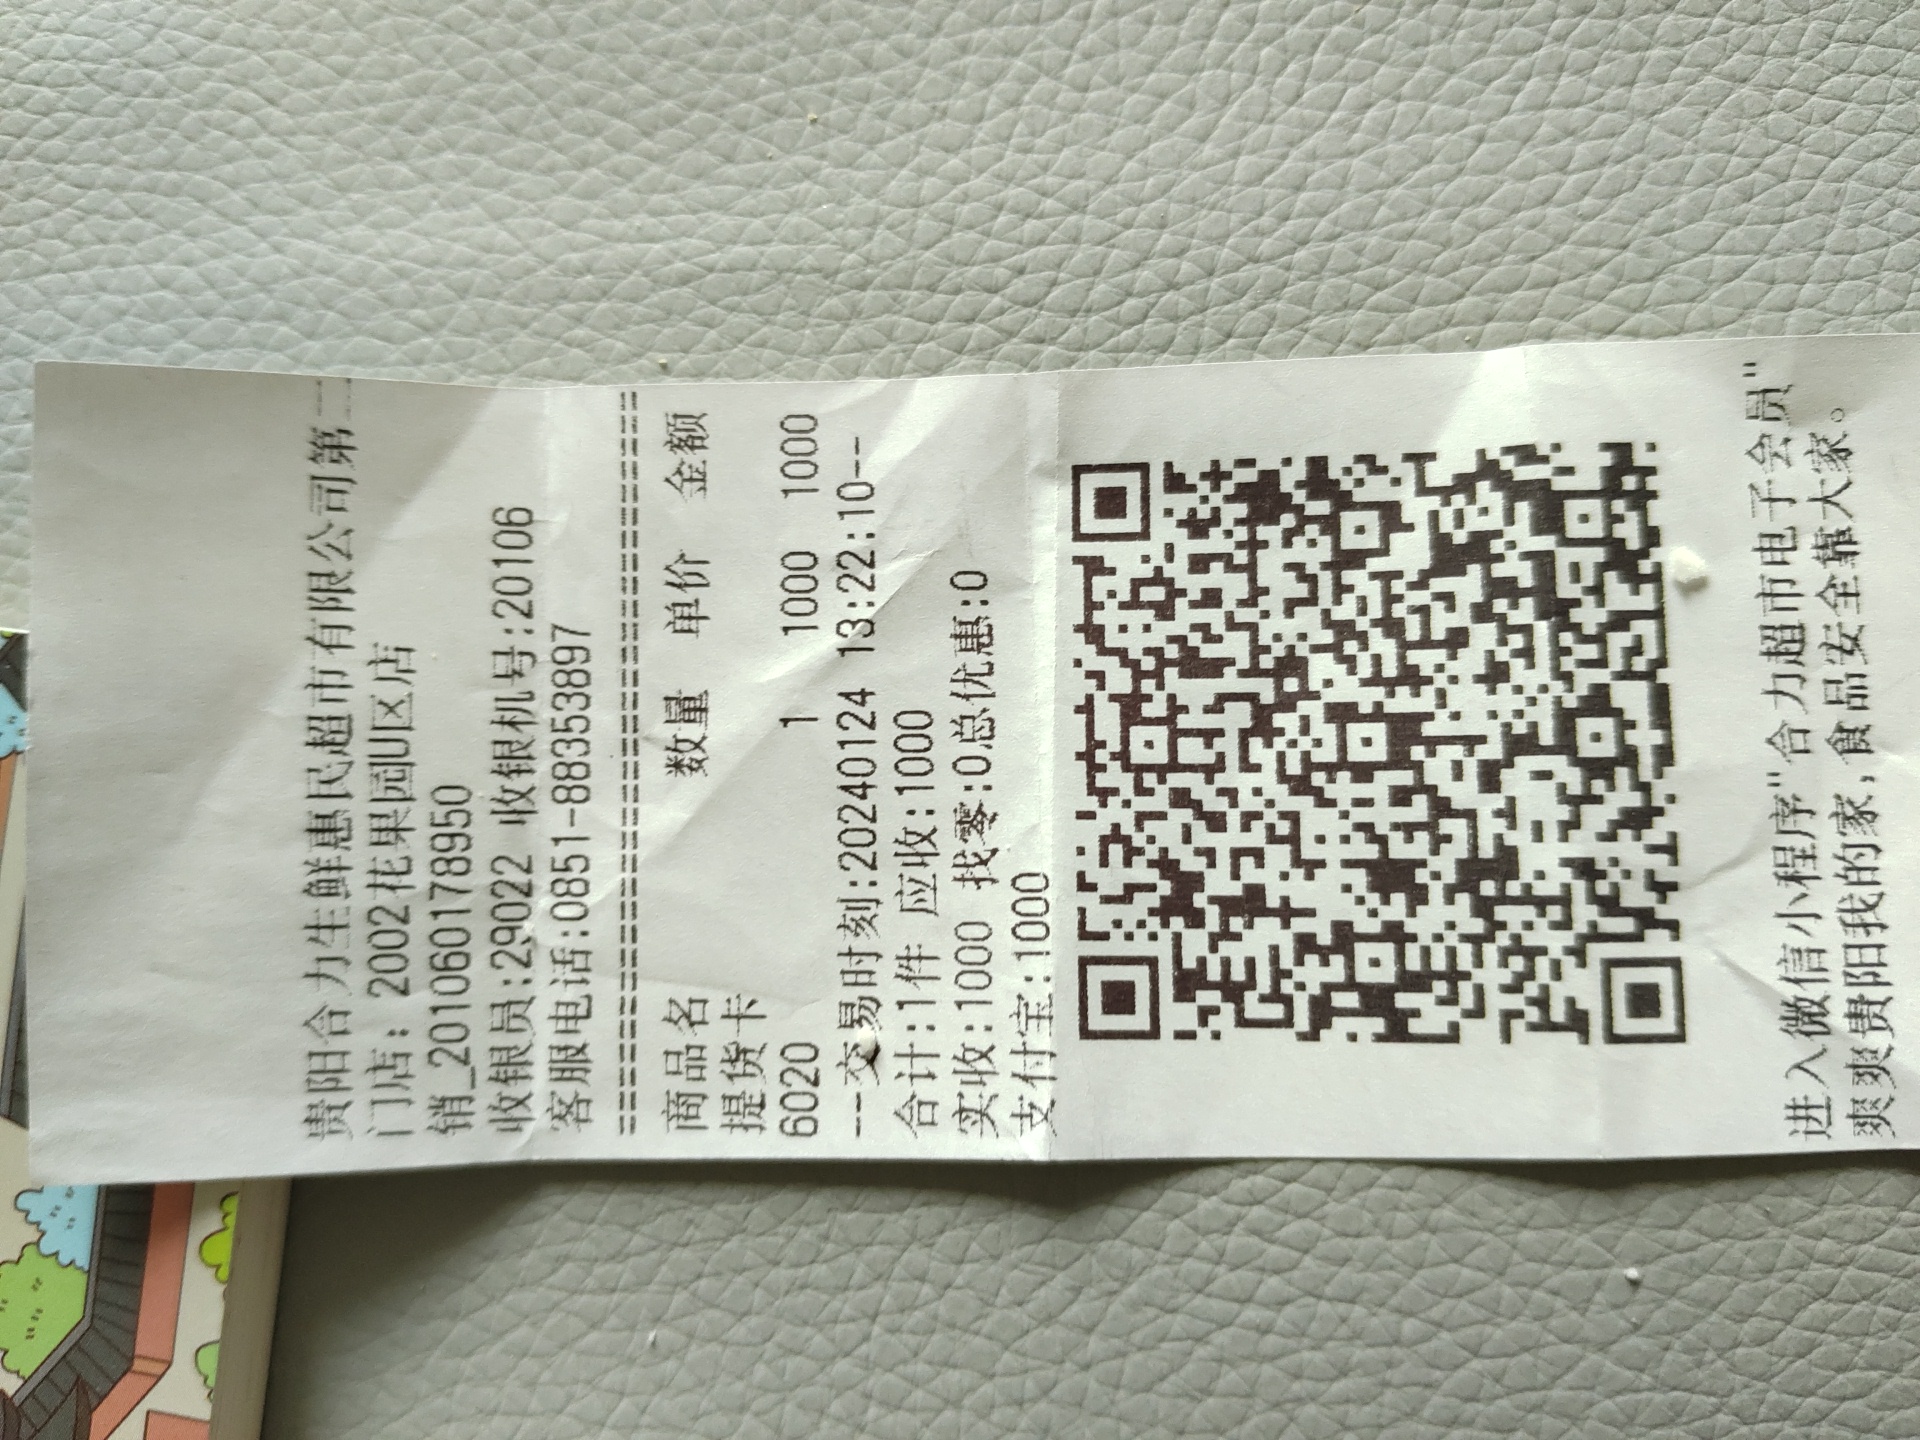 贵阳合力生鲜惠民超市有限公司第二
门店: 2002花果园U区店
销_201060178950
收银员:29022 收银机号:20106
客服电话:0851-88353897
======================================
商品名 数量 单价 金额
提货卡
6020 1 1000 1000
--交易时刻:20240124 13:22:10--
合计:1件 应收:1000
实收:1000 找零:0总优惠:0
支付宝:1000
进入微信小程序"合力超市电子会员"
爽爽贵阳我的家,食品安全靠大家。